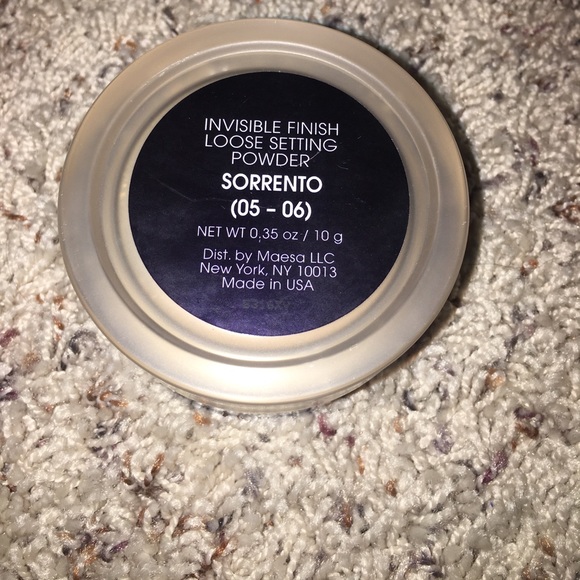 INVISIBLE FINISH
LOOSE SETTING
POWDER
SORRENTO
(05 – 06)
NET WT 0.35 oz / 10 g
Dist. by Maesa LLC
New York, NY 10013
Made in USA